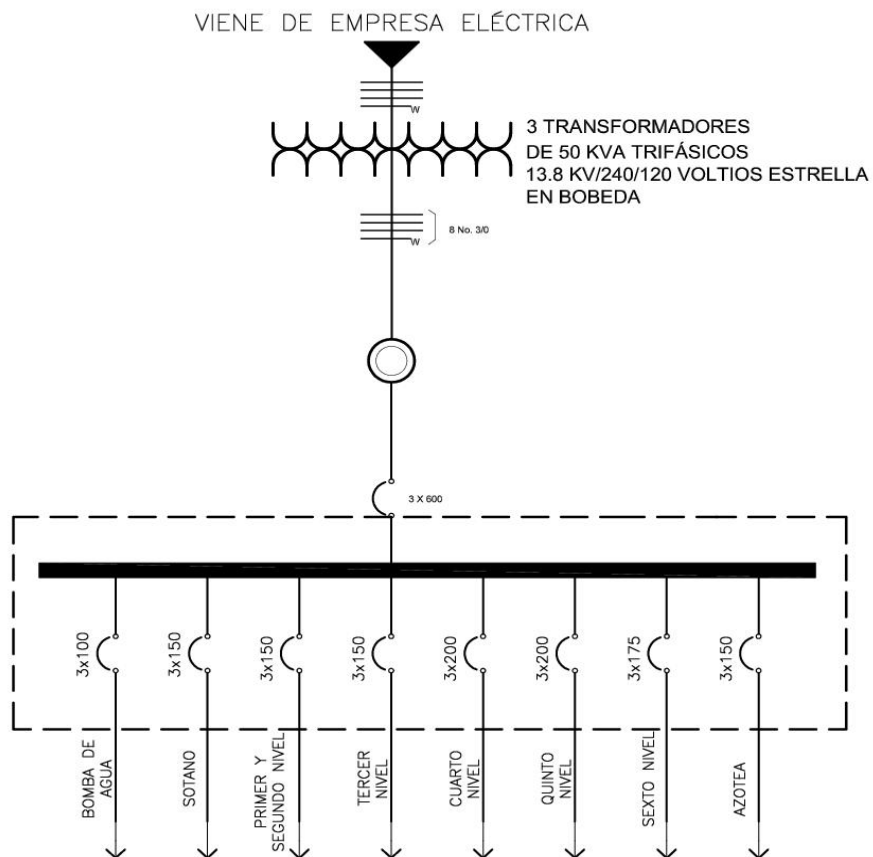 VIENE DE EMPRESA ELÉCTRICA
W
3 TRANSFORMADORES
DE 50 KVA TRIFÁSICOS
13.8 KV/240/120 VOLTIOS ESTRELLA
EN BOBEDA
W
8 No. 3/0
3 X 600
3x100
3x150
3x150
3x150
3x200
3x200
3x175
3x150
BOMBA DE
AGUA
SOTANO
PRIMER Y
SEGUNDO NIVEL
TERCER
NIVEL
CUARTO
NIVEL
QUINTO
NIVEL
SEXTO NIVEL
AZOTEA